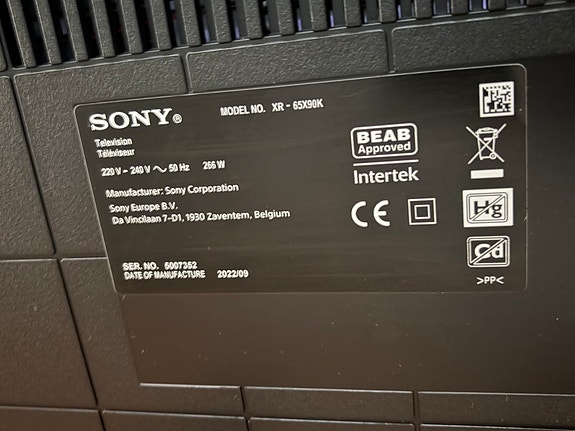 SONY®
MODEL NO. XR - 65X90K
Television
Téléviseur
220 V - 240 V ~ 50 Hz 266 W
Manufacturer: Sony Corporation
Sony Europe B.V.
Da Vincilaan 7-D1, 1930 Zaventem, Belgium
SER. NO. 5007352
DATE OF MANUFACTURE 2022/09
BEAB
Approved
Intertek
CE
Hg
Cd
>PP<